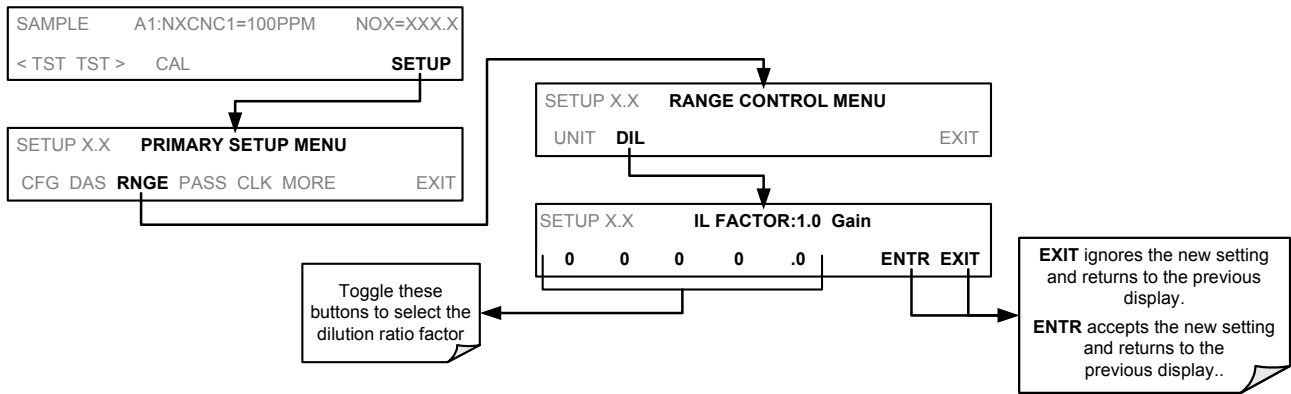 SAMPLE A1:NXCNC1=100PPM NOX=XXX.X
< TST TST > CAL SETUP
SETUP X.X PRIMARY SETUP MENU
CFG DAS RNGE PASS CLK MORE EXIT
SETUP X.X RANGE CONTROL MENU
UNIT DIL EXIT
SETUP X.X IL FACTOR:1.0 Gain
0 0 0 0 .0 ENTR EXIT
Toggle these
buttons to select the
dilution ratio factor
EXIT ignores the new setting
and returns to the previous
display.
ENTR accepts the new setting
and returns to the
previous display..